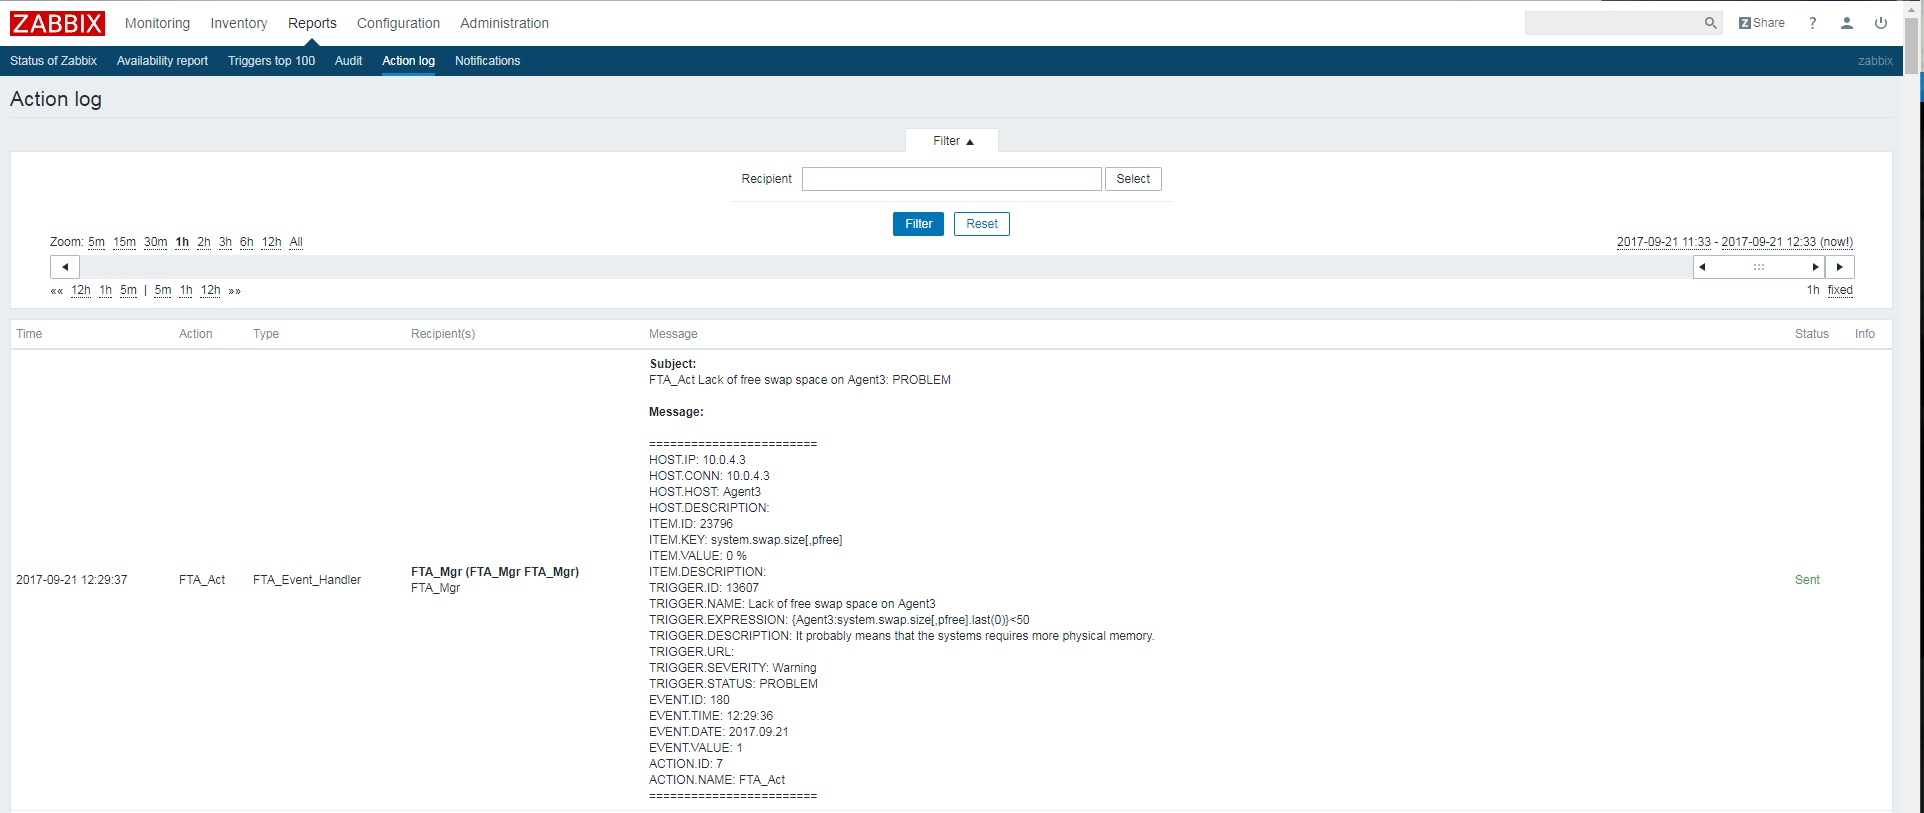 ZABBIX Monitoring Inventory Reports Configuration Administration Z Share ?
Status of Zabbix Availability report Triggers top 100 Audit Action log Notifications zabbix
Action log
Filter ▲
Recipient Select
Filter Reset
Zoom: 5m 15m 30m 1h 2h 3h 6h 12h All 2017-09-21 11:33 - 2017-09-21 12:33 (now!)
«« 12h 1h 5m | 5m 1h 12h »» 1h fixed
Time Action Type Recipient(s) Message Status Info
Subject:
FTA_Act Lack of free swap space on Agent3: PROBLEM
Message:
========================
HOST.IP: 10.0.4.3
HOST.CONN: 10.0.4.3
HOST.HOST: Agent3
HOST.DESCRIPTION:
ITEM.ID: 23796
ITEM.KEY: system.swap.size[,pfree]
ITEM.VALUE: 0 %
ITEM.DESCRIPTION:
TRIGGER.ID: 13607
TRIGGER.NAME: Lack of free swap space on Agent3
TRIGGER.EXPRESSION: {Agent3:system.swap.size[,pfree].last(0)}<50
TRIGGER.DESCRIPTION: It probably means that the systems requires more physical memory.
TRIGGER.URL:
TRIGGER.SEVERITY: Warning
TRIGGER.STATUS: PROBLEM
EVENT.ID: 180
EVENT.TIME: 12:29:36
EVENT.DATE: 2017.09.21
EVENT.VALUE: 1
ACTION.ID: 7
ACTION.NAME: FTA_Act
========================
2017-09-21 12:29:37 FTA_Act FTA_Event_Handler
FTA_Mgr (FTA_Mgr FTA_Mgr)
FTA_Mgr
Sent